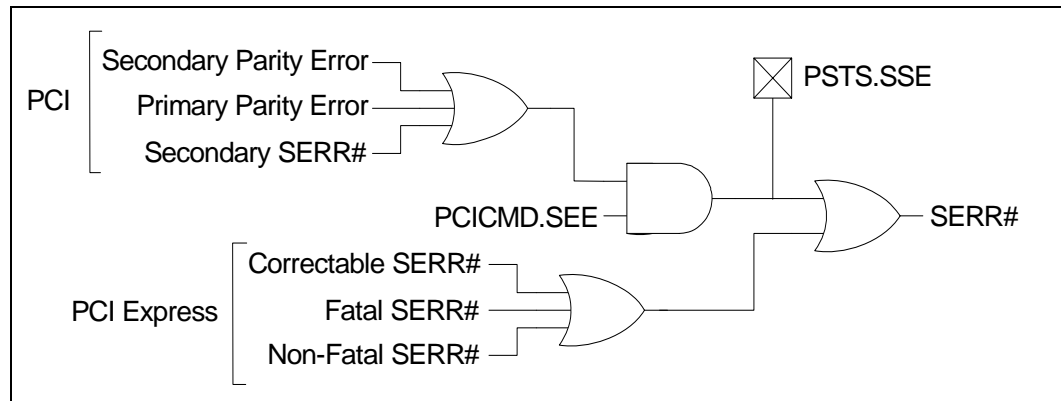 PCI
Secondary Parity Error
Primary Parity Error
Secondary SERR#
PSTS.SSE
PCICMD.SEE
SERR#
PCI Express
Correctable SERR#
Fatal SERR#
Non-Fatal SERR#